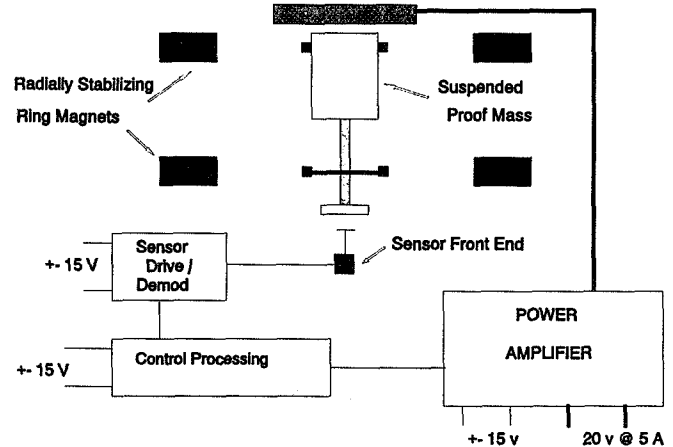 Radially Stabilizing
Ring Magnets
Suspended
Proof Mass
Sensor Front End
+- 15 V
Sensor
Drive /
Demod
+- 15 V
Control Processing
POWER
AMPLIFIER
+- 15 v
20 v @ 5 A